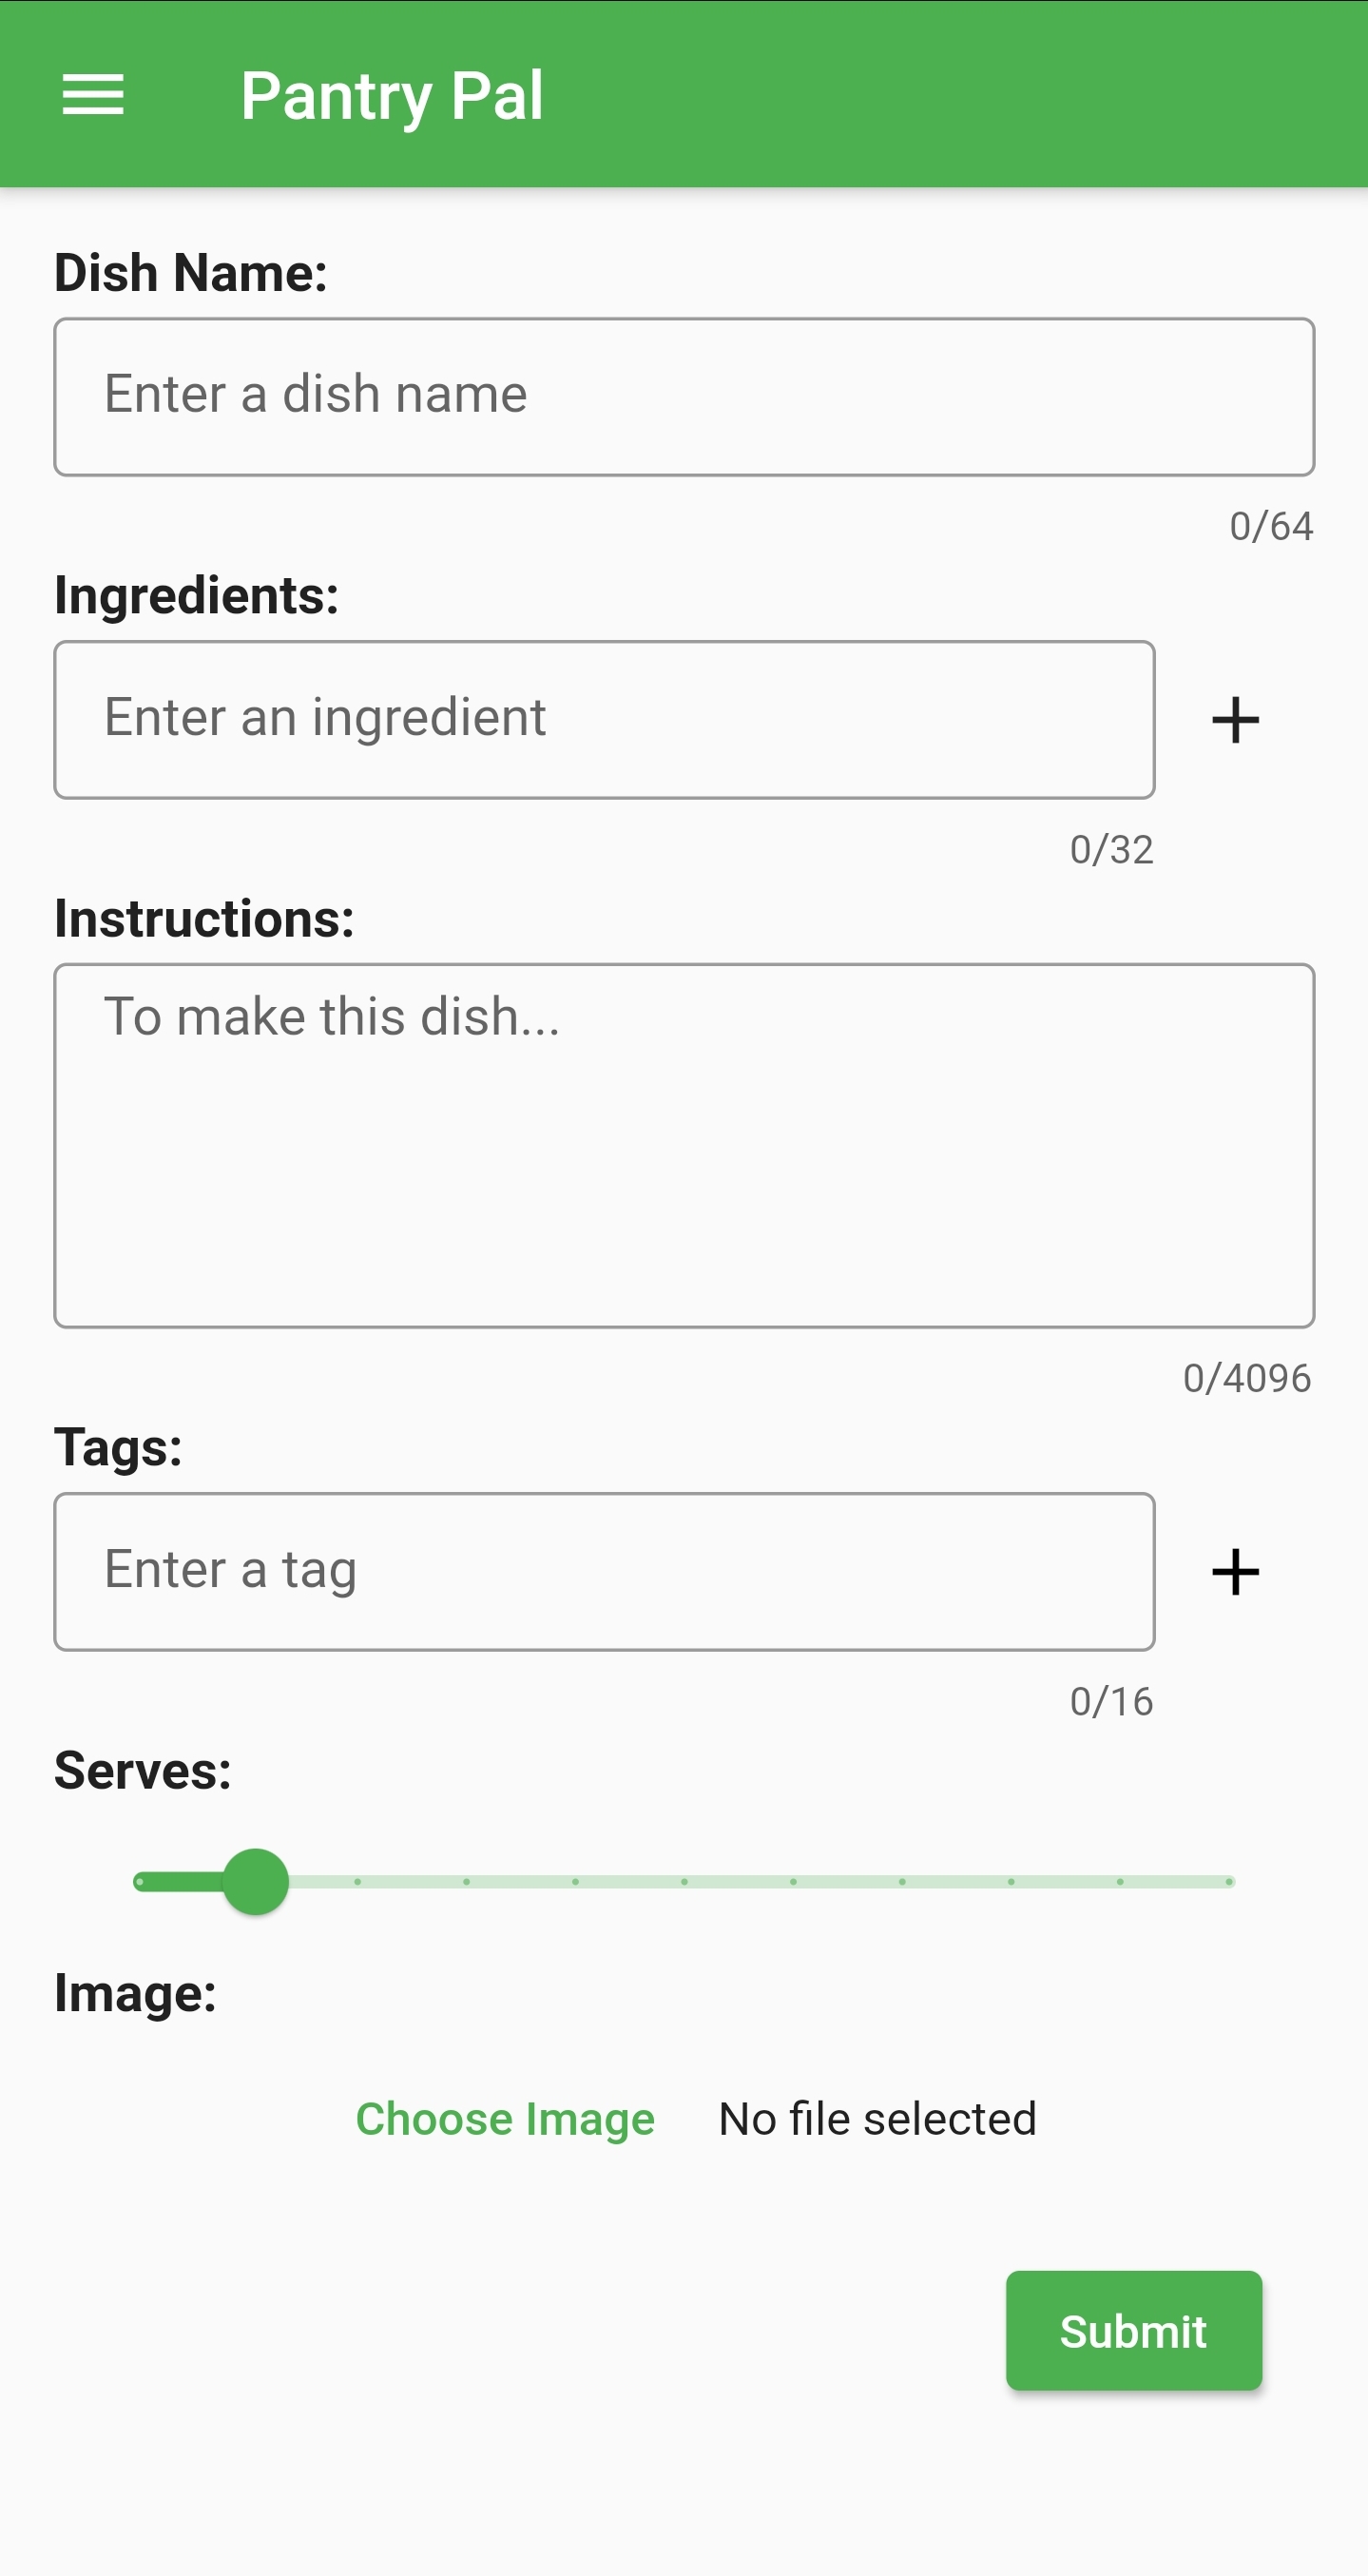 Pantry Pal
Dish Name:
Enter a dish name
0/64
Ingredients:
Enter an ingredient
0/32
Instructions:
To make this dish...
0/4096
Tags:
Enter a tag
0/16
Serves:
Image:
Choose Image No file selected
Submit